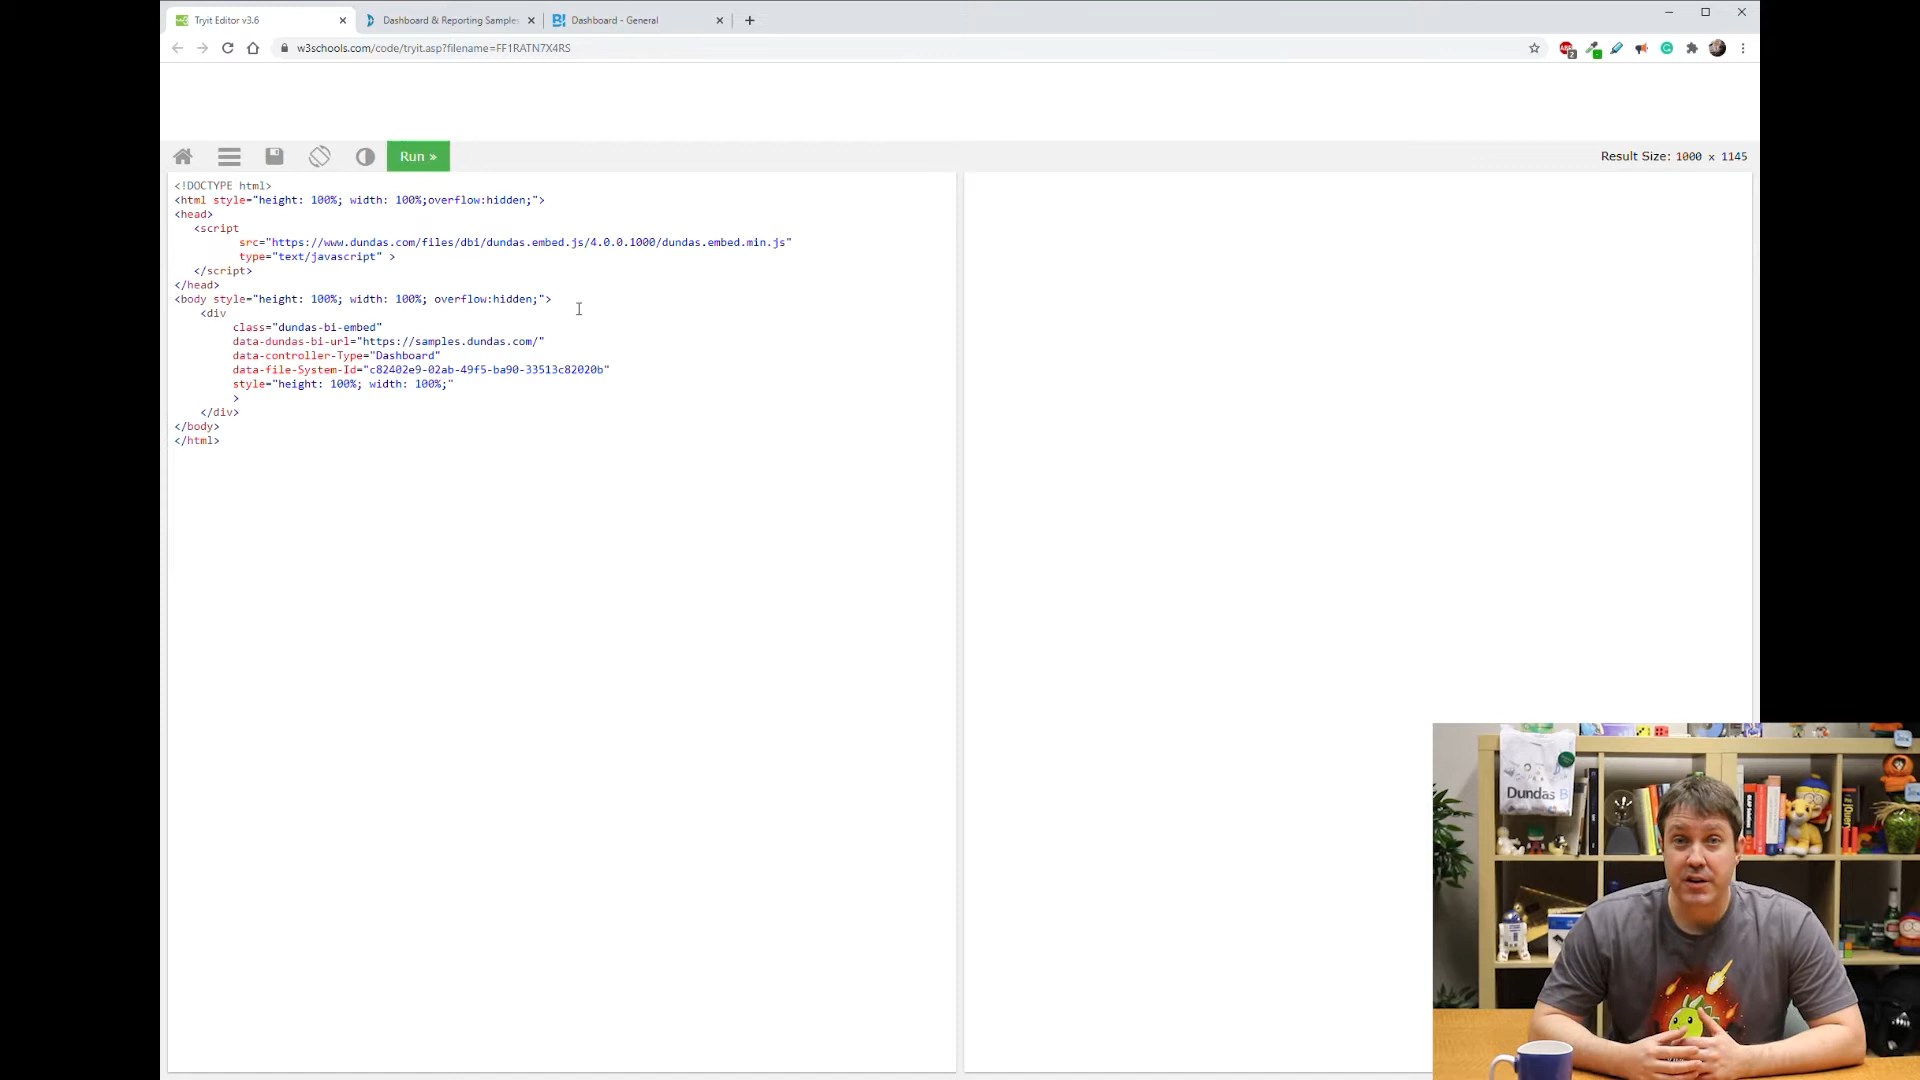 Tryit Editor v3.6
Dashboard & Reporting Samples
Dashboard - General
w3schools.com/code/tryit.asp?filename=FF1RATN7X4RS
Run »
Result Size: 1000 x 1145
<!DOCTYPE html>
<html style="height: 100%; width: 100%;overflow:hidden;">
<head>
<script
src="https://www.dundas.com/files/dbi/dundas.embed.js/4.0.0.1000/dundas.embed.min.js"
type="text/javascript" >
</script>
</head>
<body style="height: 100%; width: 100%; overflow:hidden;">
<div
class="dundas-bi-embed"
data-dundas-bi-url="https://samples.dundas.com/"
data-controller-Type="Dashboard"
data-file-System-Id="c82402e9-02ab-49f5-ba90-33513c82020b"
style="height: 100%; width: 100%;"
>
</div>
</body>
</html>
Dundas B